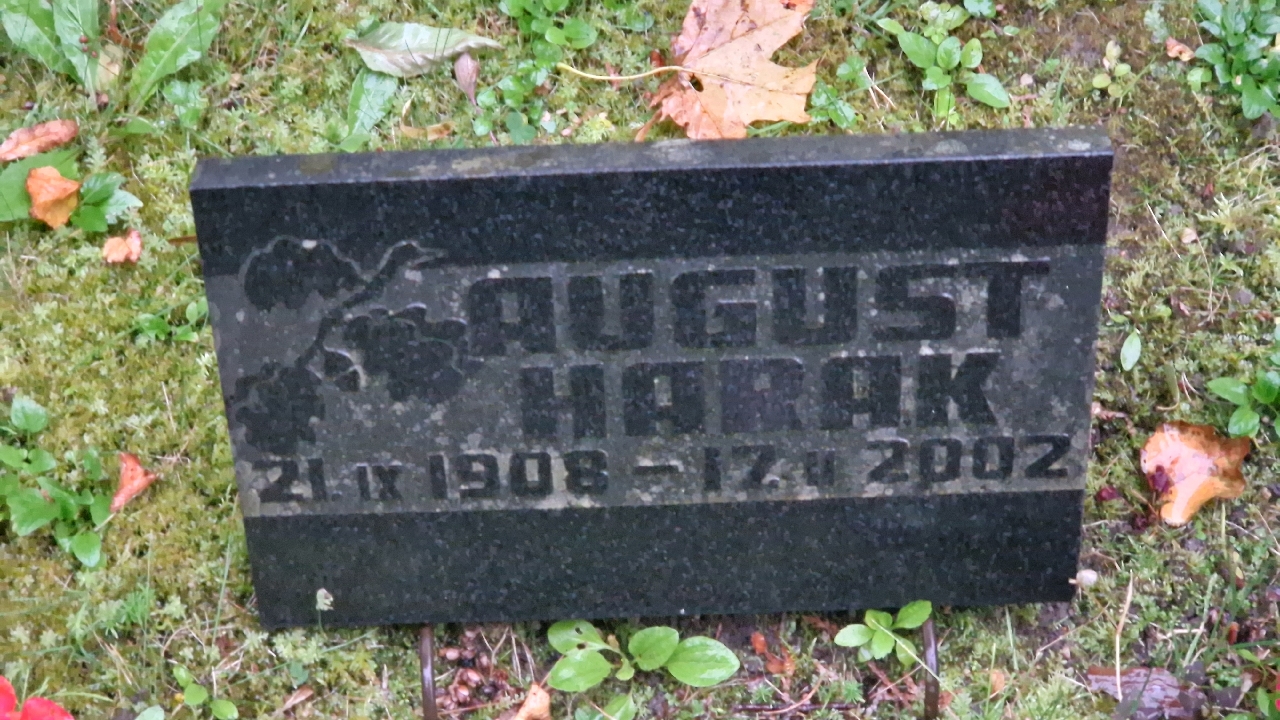 AUGUST
HARAK
21. IX 1908 – 17. II 2002